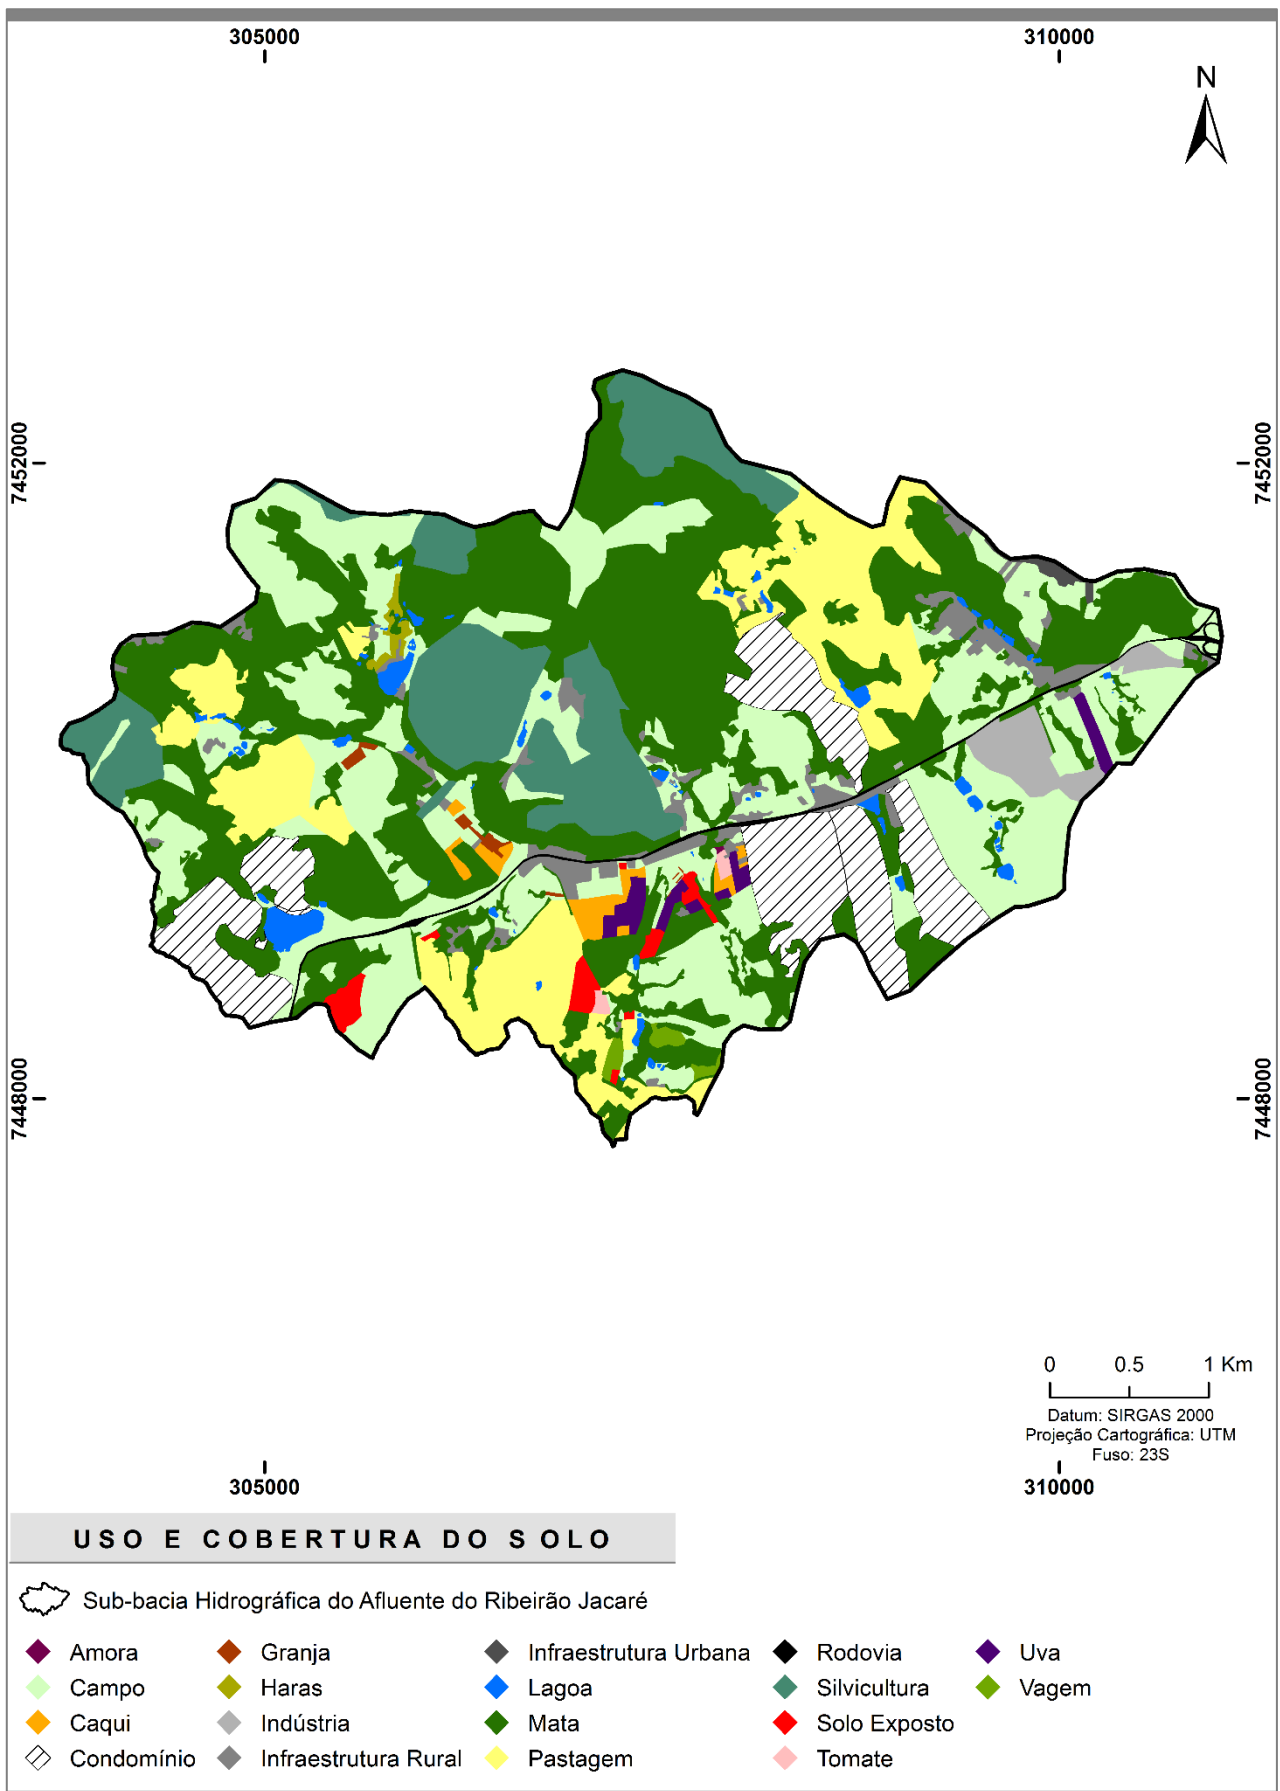 305000 310000
N
7452000 7452000
7448000 7448000
0 0.5 1 Km
Datum: SIRGAS 2000
Projeção Cartográfica: UTM
Fuso: 23S
305000 310000
USO E COBERTURA DO SOLO
Sub-bacia Hidrográfica do Afluente do Ribeirão Jacaré
Amora Granja Infraestrutura Urbana Rodovia Uva
Campo Haras Lagoa Silvicultura Vagem
Caqui Indústria Mata Solo Exposto
Condomínio Infraestrutura Rural Pastagem Tomate